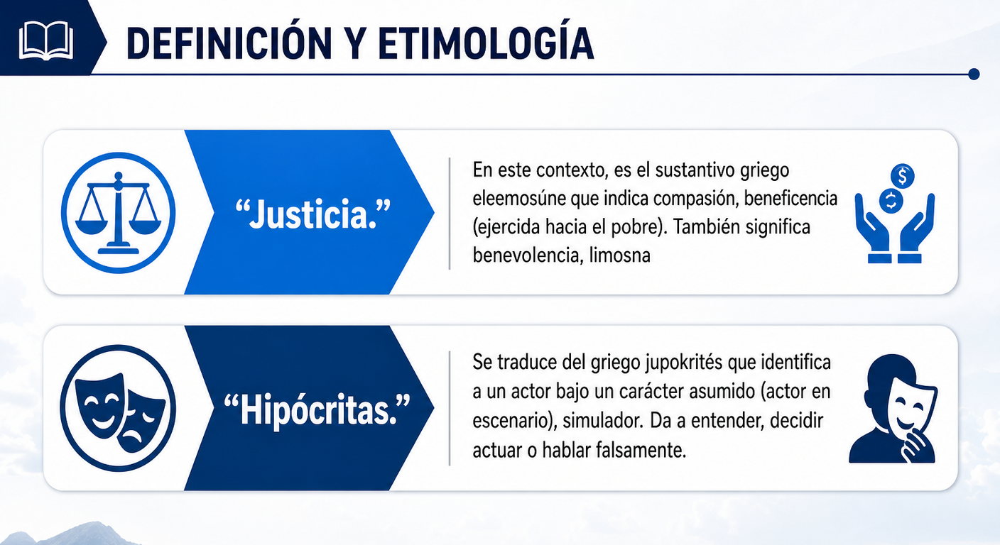 DEFINICIÓN Y ETIMOLOGÍA
“Justicia.”
En este contexto, es el sustantivo griego
eleemosúne que indica compasión, beneficencia
(ejercida hacia el pobre). También significa
benevolencia, limosna
$
“Hipócritas.”
Se traduce del griego jupokrités que identifica
a un actor bajo un carácter asumido (actor en
escenario), simulador. Da a entender, decidir
actuar o hablar falsamente.